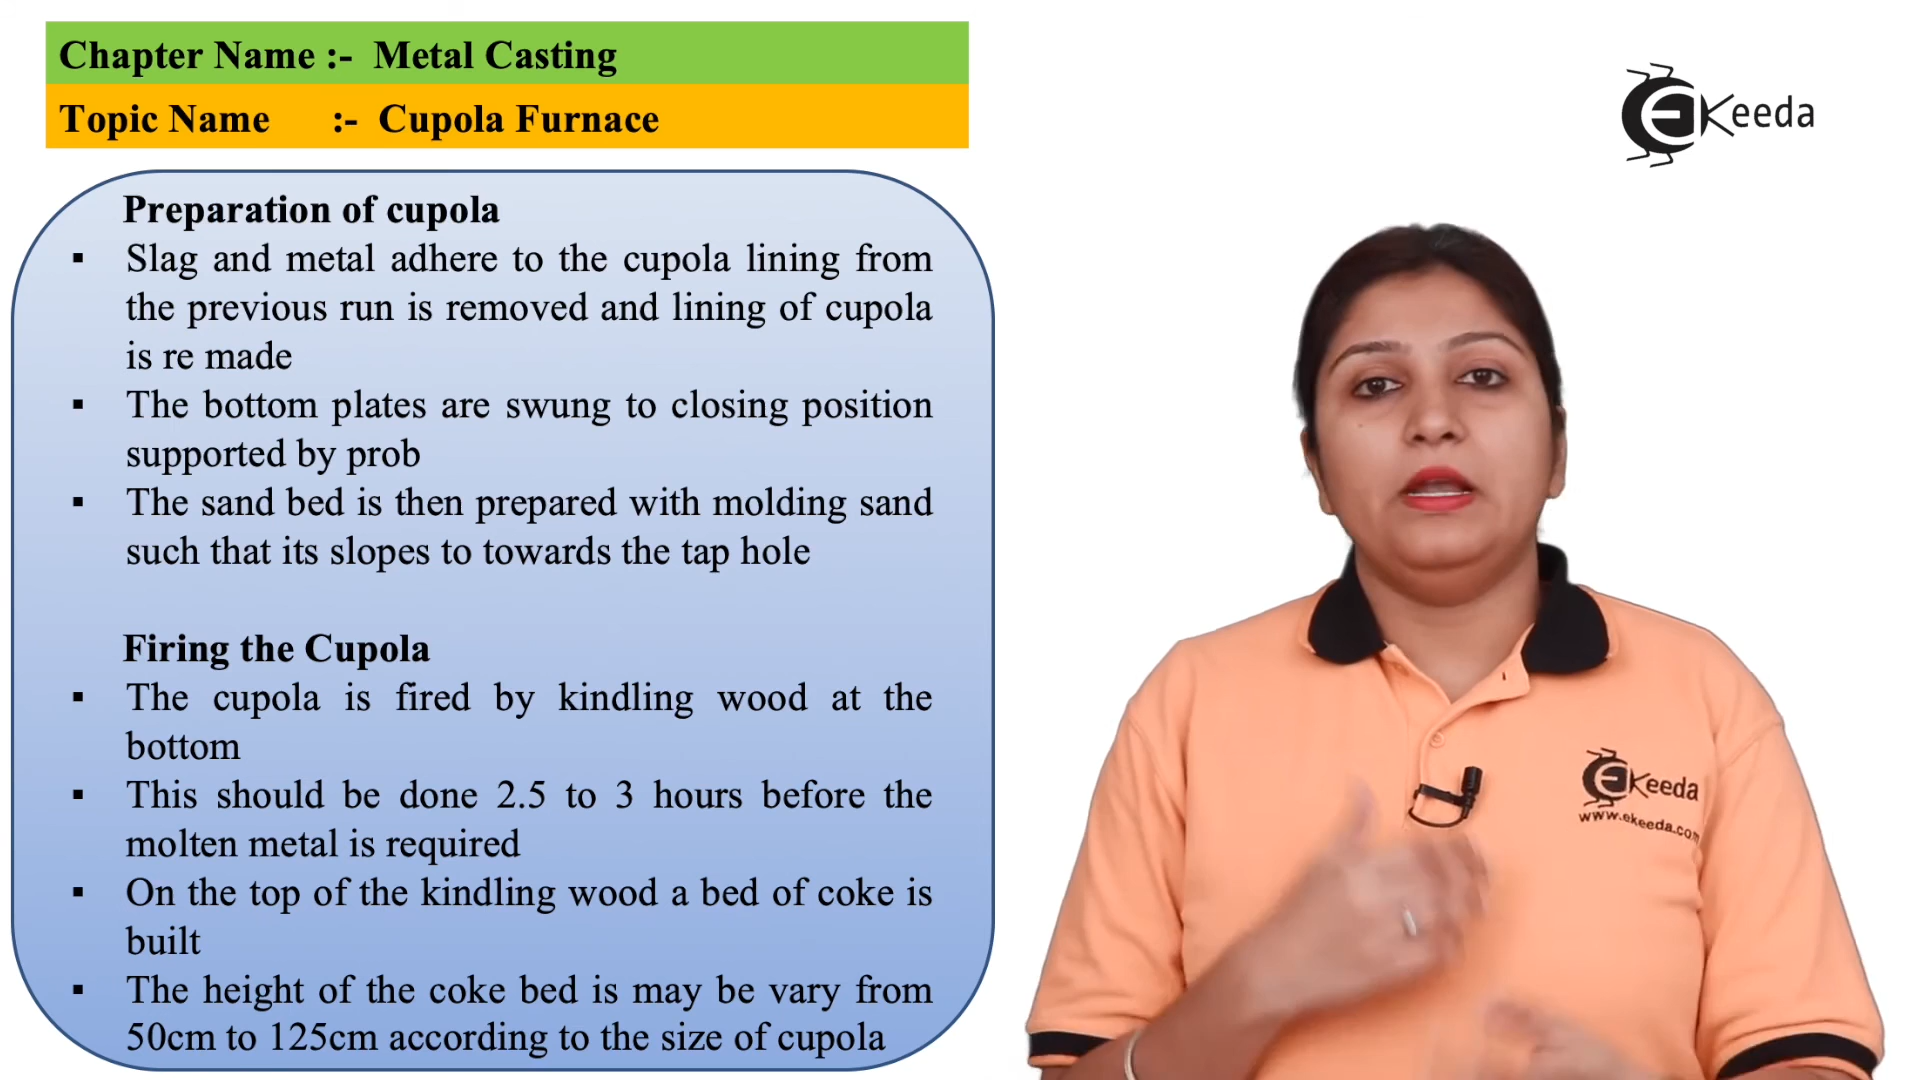 Chapter Name :- Metal Casting
Topic Name :- Cupola Furnace
EKeeda
Preparation of cupola
▪ Slag and metal adhere to the cupola lining from
the previous run is removed and lining of cupola
is re made
▪ The bottom plates are swung to closing position
supported by prob
▪ The sand bed is then prepared with molding sand
such that its slopes to towards the tap hole
Firing the Cupola
▪ The cupola is fired by kindling wood at the
bottom
▪ This should be done 2.5 to 3 hours before the
molten metal is required
▪ On the top of the kindling wood a bed of coke is
built
▪ The height of the coke bed is may be vary from
50cm to 125cm according to the size of cupola
EKeeda
www.ekeeda.com